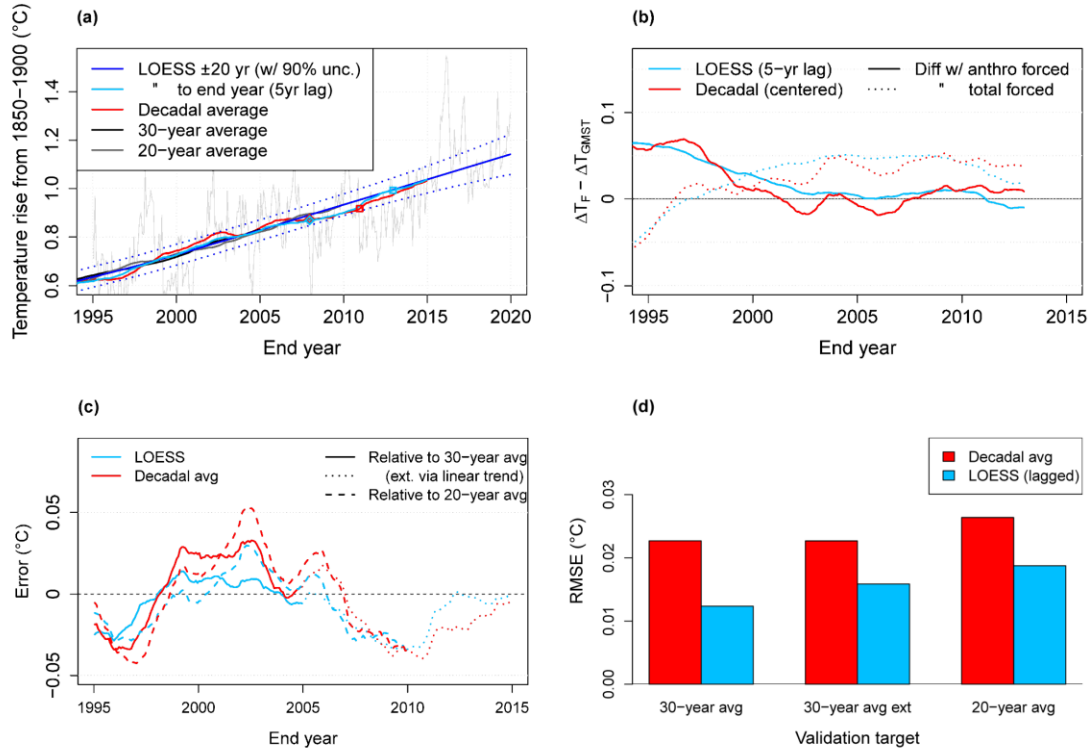 (a)
Temperature rise from 1850−1900 (°C)
0.6 0.8 1.0 1.2 1.4
LOESS ±20 yr (w/ 90% unc.)
" to end year (5yr lag)
Decadal average
30−year average
20−year average
1995 2000 2005 2010 2015 2020
End year
(b)
ΔTF − ΔTGMST
−0.1 0 0.1
LOESS (5−yr lag) Diff w/ anthro forced
Decadal (centered) " total forced
1995 2000 2005 2010 2015
End year
(c)
Error (°C)
−0.05 0 0.05
LOESS Relative to 30−year avg
Decadal avg (ext. via linear trend)
Relative to 20−year avg
1995 2000 2005 2010 2015
End year
(d)
RMSE (°C)
0.00 0.01 0.02 0.03
Decadal avg
LOESS (lagged)
30−year avg 30−year avg ext 20−year avg
Validation target